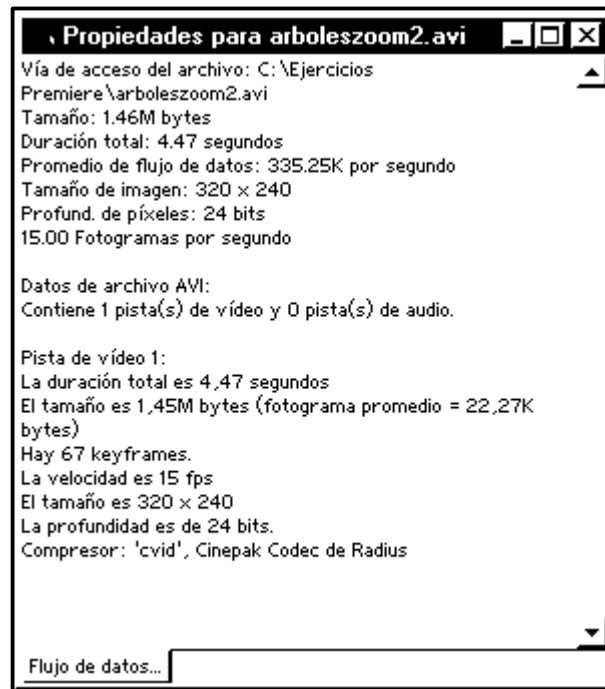 Propiedades para arboleszoom2.avi
Vía de acceso del archivo: C:\Ejercicios
Premiere\arboleszoom2.avi
Tamaño: 1.46M bytes
Duración total: 4.47 segundos
Promedio de flujo de datos: 335.25K por segundo
Tamaño de imagen: 320 x 240
Profund. de píxeles: 24 bits
15.00 Fotogramas por segundo
Datos de archivo AVI:
Contiene 1 pista(s) de vídeo y 0 pista(s) de audio.
Pista de vídeo 1:
La duración total es 4,47 segundos
El tamaño es 1,45M bytes (fotograma promedio = 22,27K
bytes)
Hay 67 keyframes.
La velocidad es 15 fps
El tamaño es 320 x 240
La profundidad es de 24 bits.
Compresor: 'cvid', Cinepak Codec de Radius
Flujo de datos...